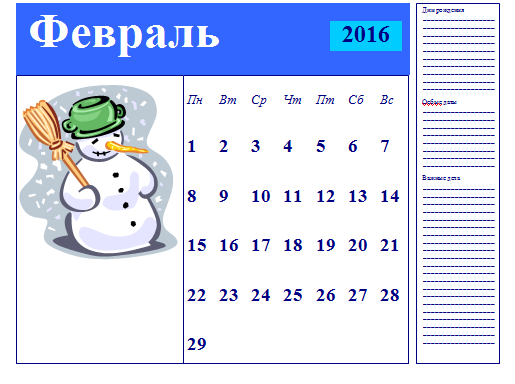 Февраль
2016
Пн Вт Ср Чт Пт Сб Вс
1 2 3 4 5 6 7
8 9 10 11 12 13 14
15 16 17 18 19 20 21
22 23 24 25 26 27 28
29
Дни рождения
Особые даты
Важные дела